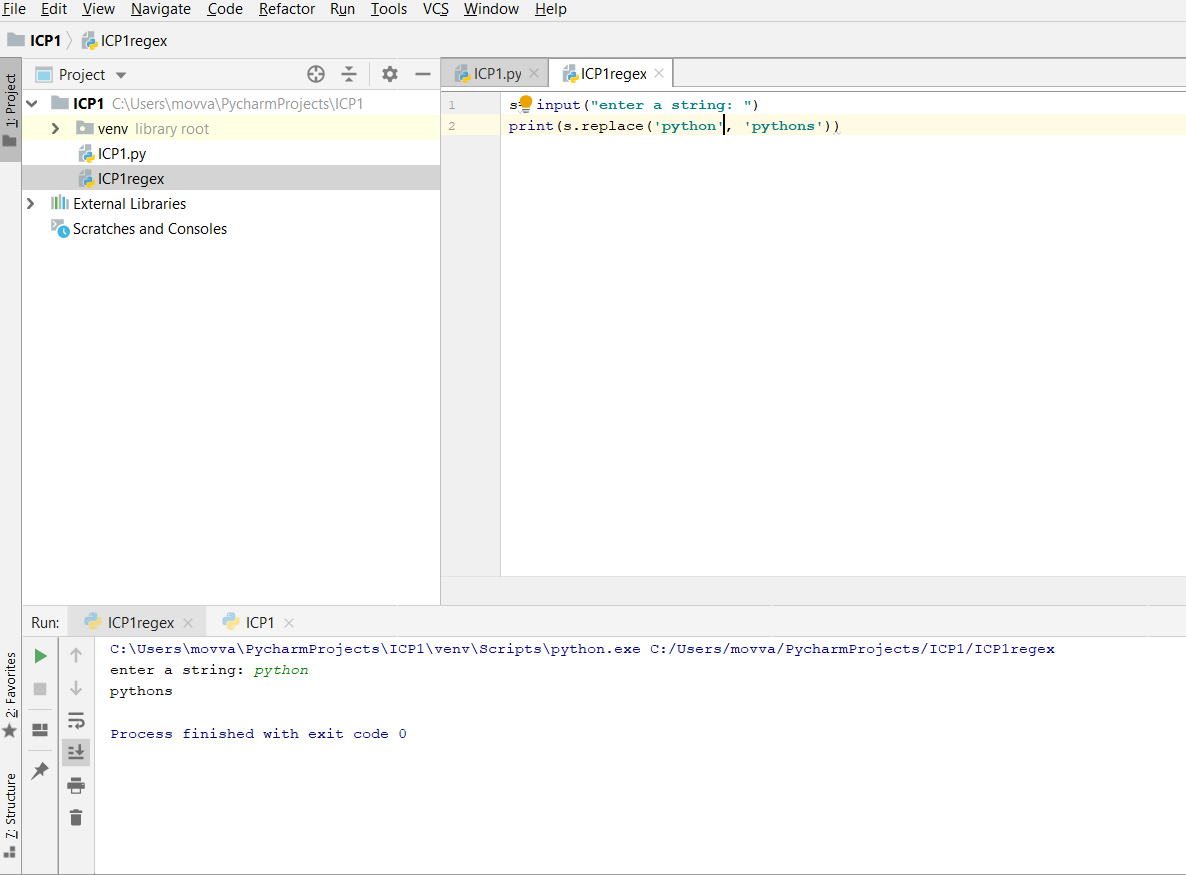 File Edit View Navigate Code Refactor Run Tools VCS Window Help
ICP1 ICP1regex
1: Project
Project
ICP1 C:\Users\movva\PycharmProjects\ICP1
venv library root
ICP1.py
ICP1regex
External Libraries
Scratches and Consoles
ICP1.py ICP1regex
1 s= input("enter a string: ")
2 print(s.replace('python', 'pythons'))
Run: ICP1regex ICP1
C:\Users\movva\PycharmProjects\ICP1\venv\Scripts\python.exe C:/Users/movva/PycharmProjects/ICP1/ICP1regex
enter a string: python
pythons
Process finished with exit code 0
2: Favorites
7: Structure